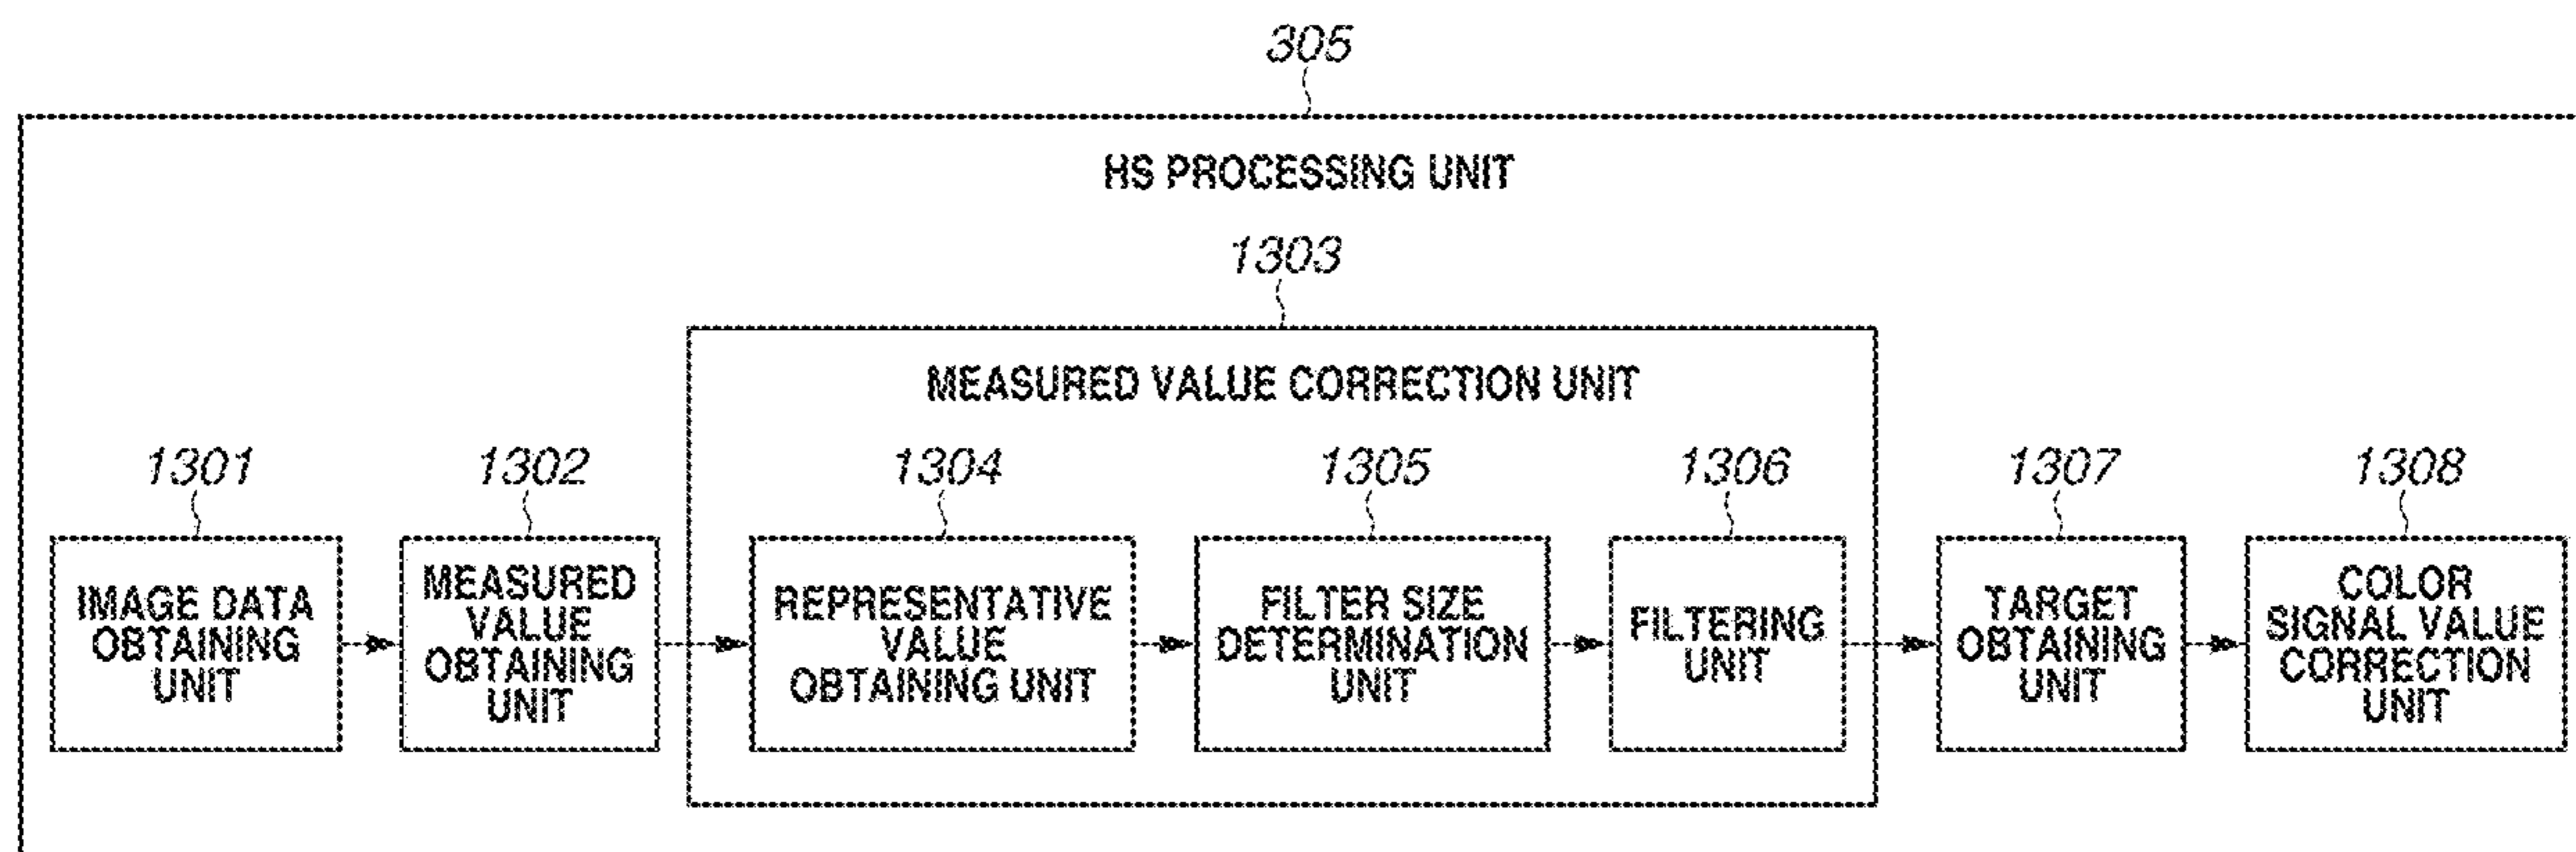 305
HS PROCESSING UNIT
1303
MEASURED VALUE CORRECTION UNIT
1301
1302
1304
1305
1306
1307
1308
IMAGE DATA
OBTAINING
UNIT
MEASURED
VALUE
OBTAINING
UNIT
REPRESENTATIVE
VALUE
OBTAINING UNIT
FILTER SIZE
DETERMINATION
UNIT
FILTERING
UNIT
TARGET
OBTAINING
UNIT
COLOR
SIGNAL VALUE
CORRECTION
UNIT